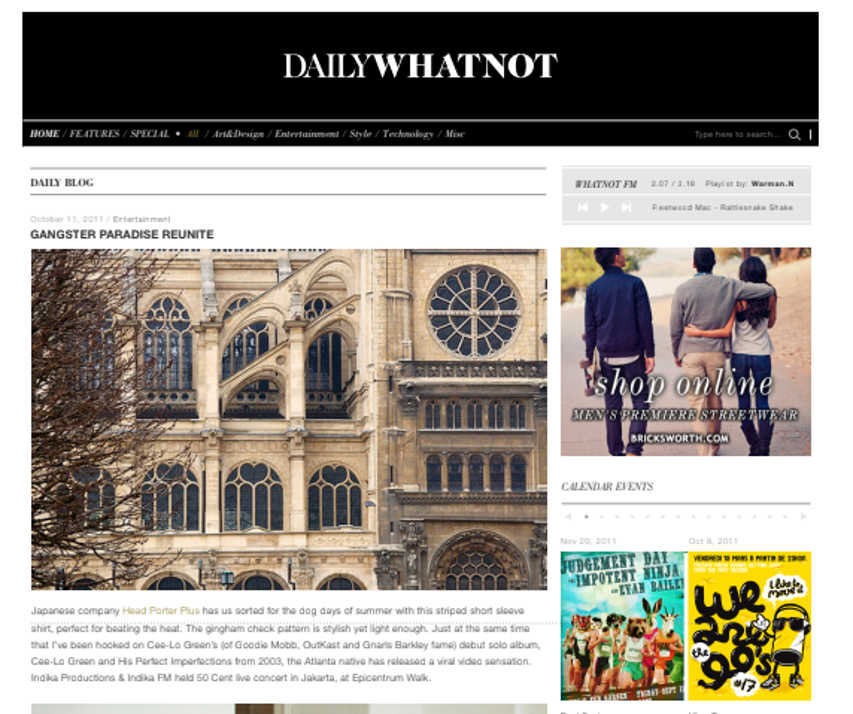 DAILYWHATNOT
HOME / FEATURES / SPECIAL • All / Art&Design / Entertainment / Style / Technology / Misc
Type here to search...
DAILY BLOG
October 11, 2011 / Entertainment
GANGSTER PARADISE REUNITE
Japanese company Head Porter Plus has us sorted for the dog days of summer with this striped short sleeve
shirt, perfect for beating the heat. The gingham check pattern is stylish yet light enough. Just at the same time
that I've been hooked on Cee-Lo Green's (of Goodie Mobb, OutKast and Gnarls Barkley fame) debut solo album,
Cee-Lo Green and His Perfect Imperfections from 2003, the Atlanta native has released a viral video sensation.
Indika Productions & Indika FM held 50 Cent live concert in Jakarta, at Epicentrum Walk.
WHATNOT FM 2.07 / 3.18 Playlist by: Warman.N
Fleetwood Mac - Rattlesnake Shake
shop online
MEN'S PREMIERE STREETWEAR
BRICKSWORTH.COM
CALENDAR EVENTS
Nov 20, 2011
Oct 8, 2011
JUDGEMENT DAY
IMPOTENT NINJA
EVAN BAILEY
VENDREDI 19 MARS A PARTIR DE
I like to move it
We are the 90's
#17